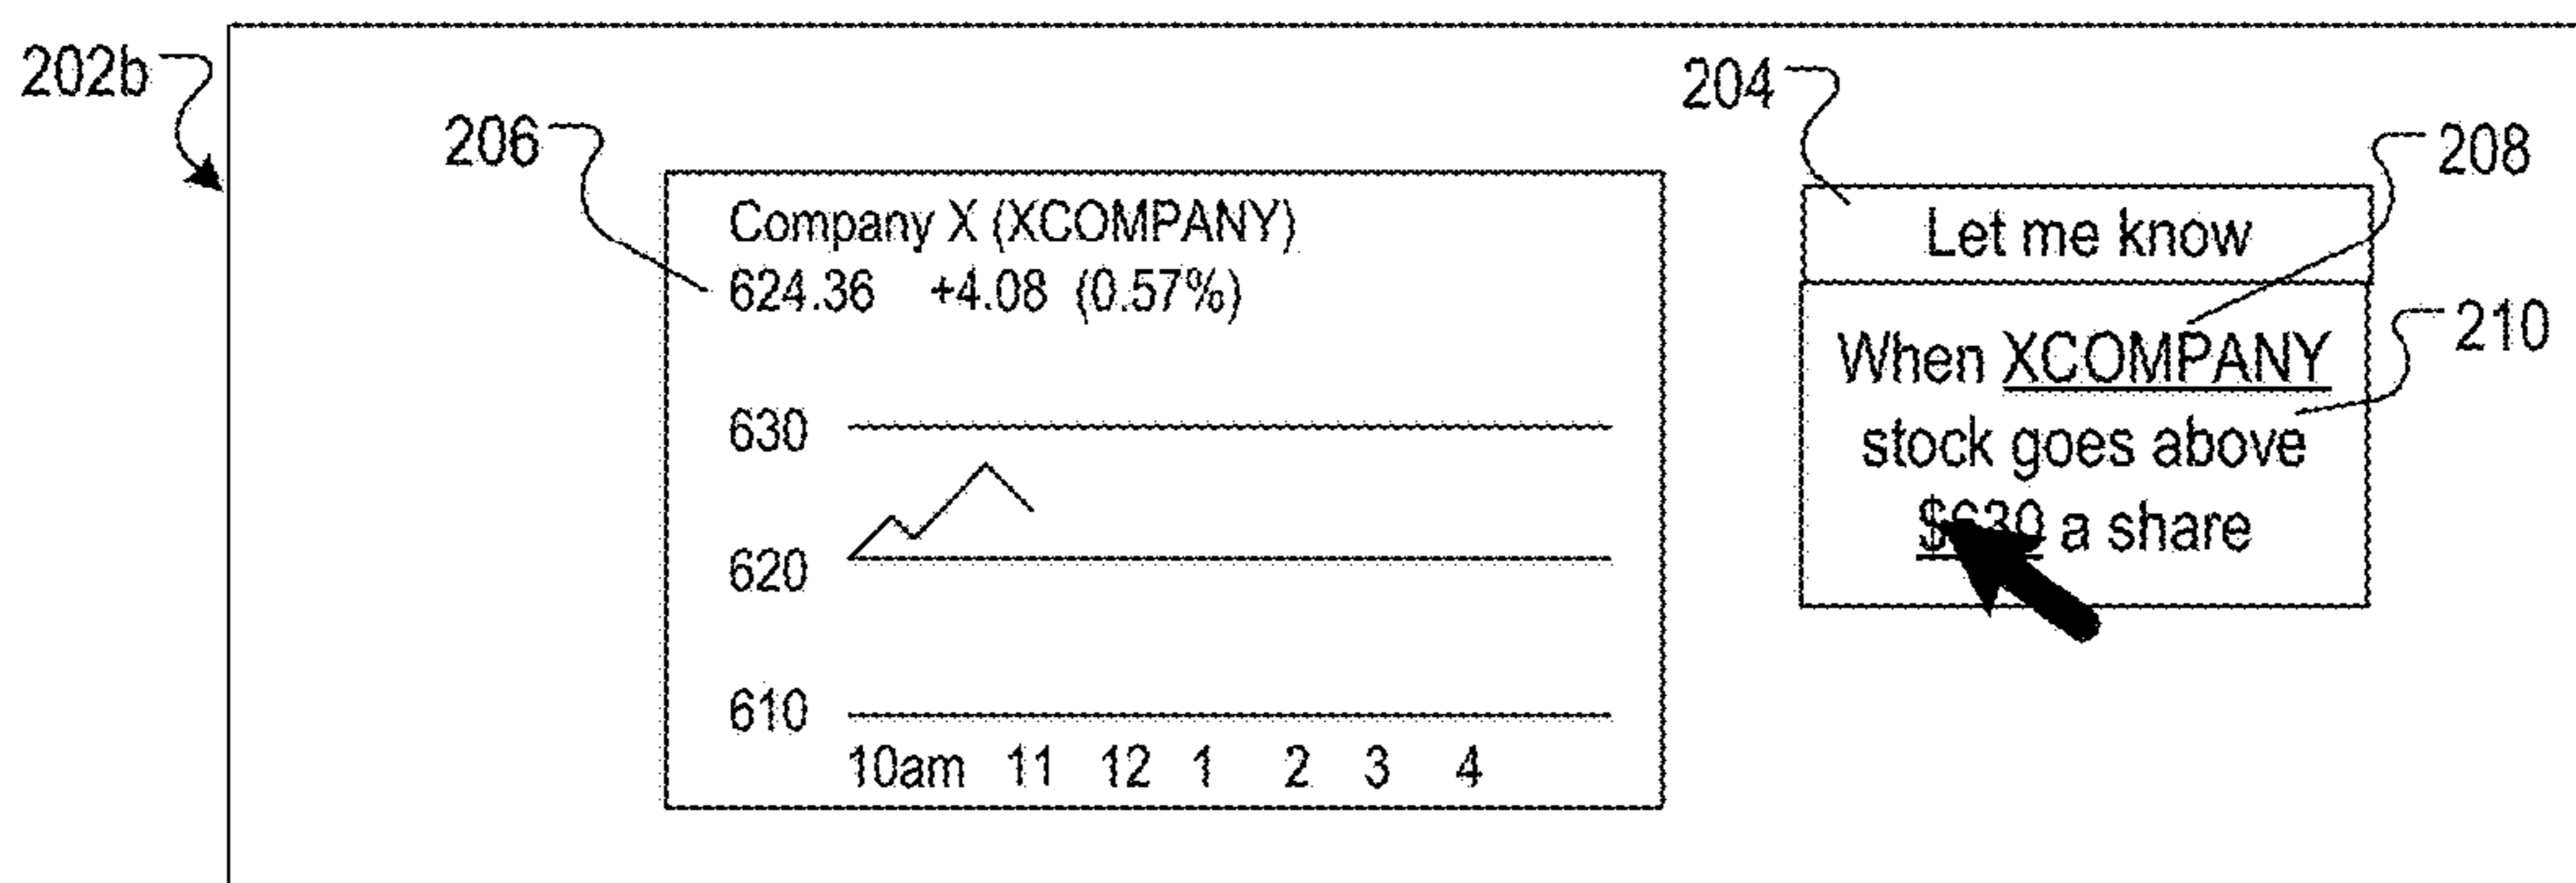 202b
204
206
208
Company X (XCOMPANY)
624.36 +4.08 (0.57%)
Let me know
210
When XCOMPANY
stock goes above
$630 a share
630
620
610
10am 11 12 1 2 3 4